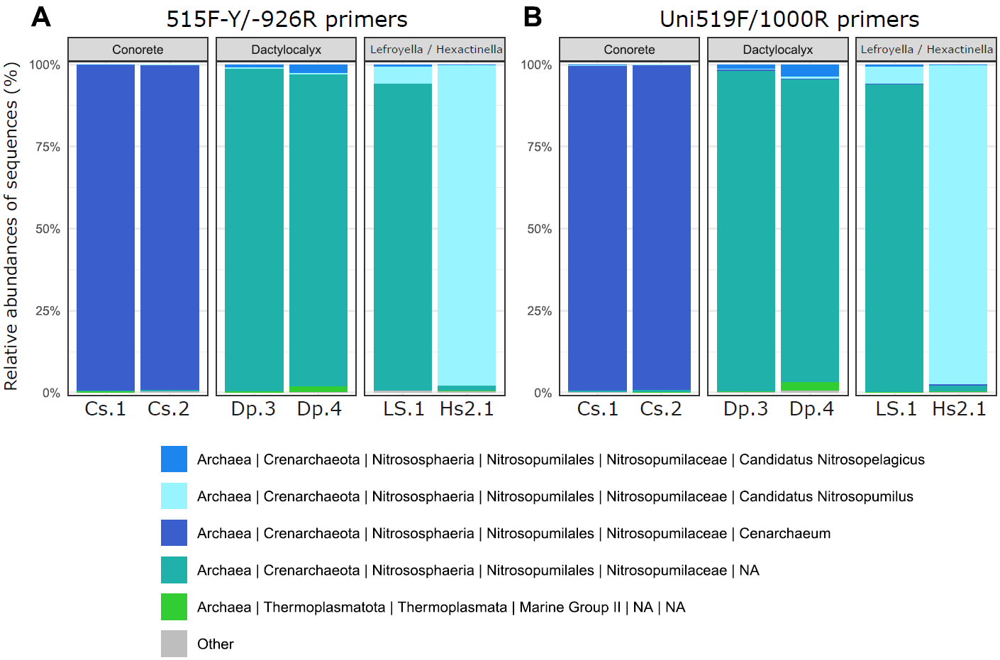 A 515F-Y/-926R primers
B Uni519F/1000R primers
Conorete Dactylocalyx Lefroyella / Hexactinella
Conorete Dactylocalyx Lefroyella / Hexactinella
Relative abundances of sequences (%)
100% 100%
75% 75%
50% 50%
25% 25%
0% 0%
Cs.1 Cs.2 Dp.3 Dp.4 LS.1 Hs2.1
Cs.1 Cs.2 Dp.3 Dp.4 LS.1 Hs2.1
Archaea | Crenarchaeota | Nitrososphaeria | Nitrosopumilales | Nitrosopumilaceae | Candidatus Nitrosopelagicus
Archaea | Crenarchaeota | Nitrososphaeria | Nitrosopumilales | Nitrosopumilaceae | Candidatus Nitrosopumilus
Archaea | Crenarchaeota | Nitrososphaeria | Nitrosopumilales | Nitrosopumilaceae | Cenarchaeum
Archaea | Crenarchaeota | Nitrososphaeria | Nitrosopumilales | Nitrosopumilaceae | NA
Archaea | Thermoplasmatota | Thermoplasmata | Marine Group II | NA | NA
Other